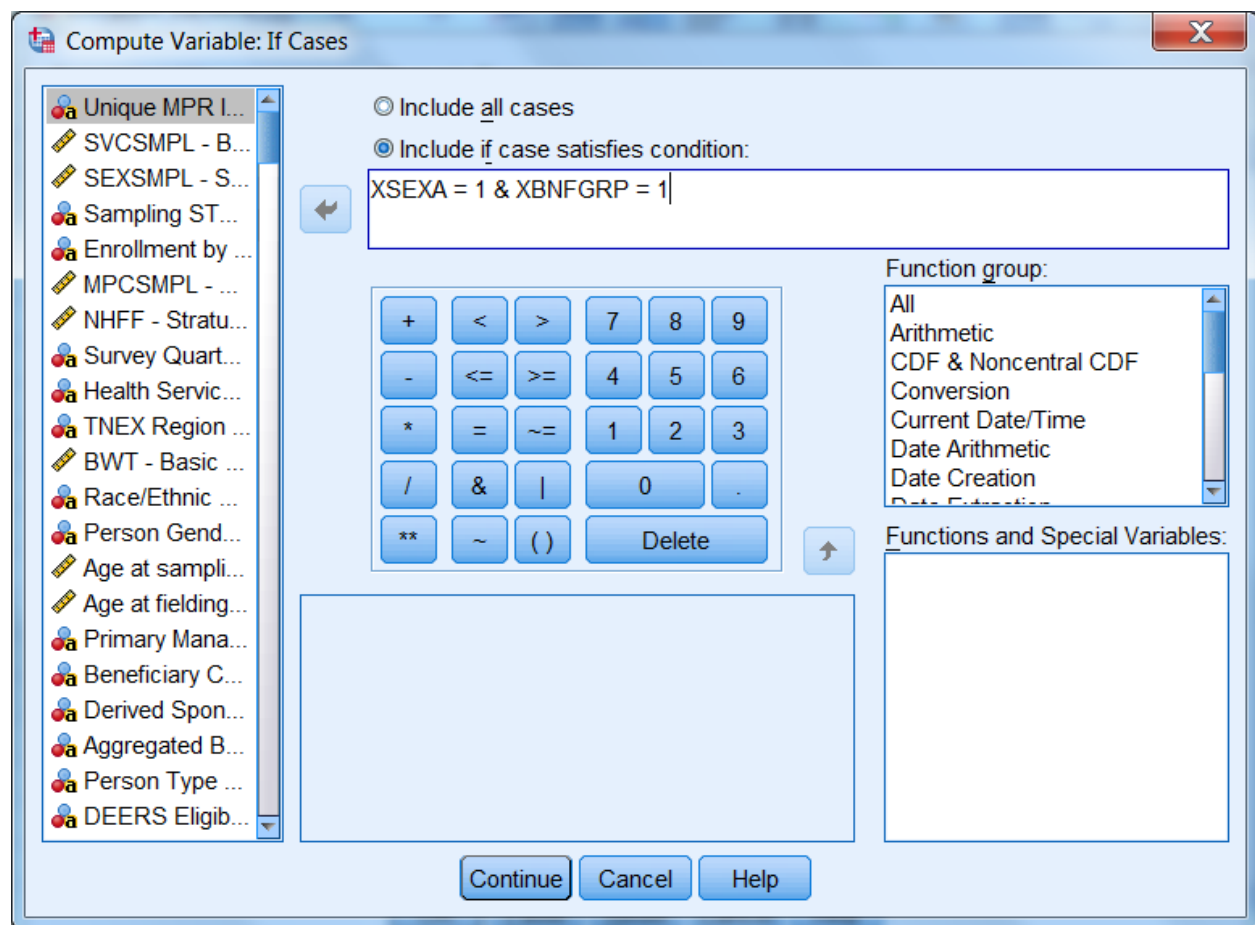 Compute Variable: If Cases
Unique MPR I...
SVCSMPL - B...
SEXSMPL - S...
Sampling ST...
Enrollment by ...
MPCSMPL - ...
NHFF - Stratu...
Survey Quart...
Health Servic...
TNEX Region ...
BWT - Basic ...
Race/Ethnic ...
Person Gend...
Age at sampli...
Age at fielding...
Primary Mana...
Beneficiary C...
Derived Spon...
Aggregated B...
Person Type ...
DEERS Eligib...
Include all cases
Include if case satisfies condition:
XSEXA = 1 & XBNFGRP = 1
+ < > 7 8 9
- <= >= 4 5 6
* = ~= 1 2 3
/ & | 0 .
** ~ ( ) Delete
Function group:
All
Arithmetic
CDF & Noncentral CDF
Conversion
Current Date/Time
Date Arithmetic
Date Creation
Date Extraction
Functions and Special Variables:
Continue Cancel Help